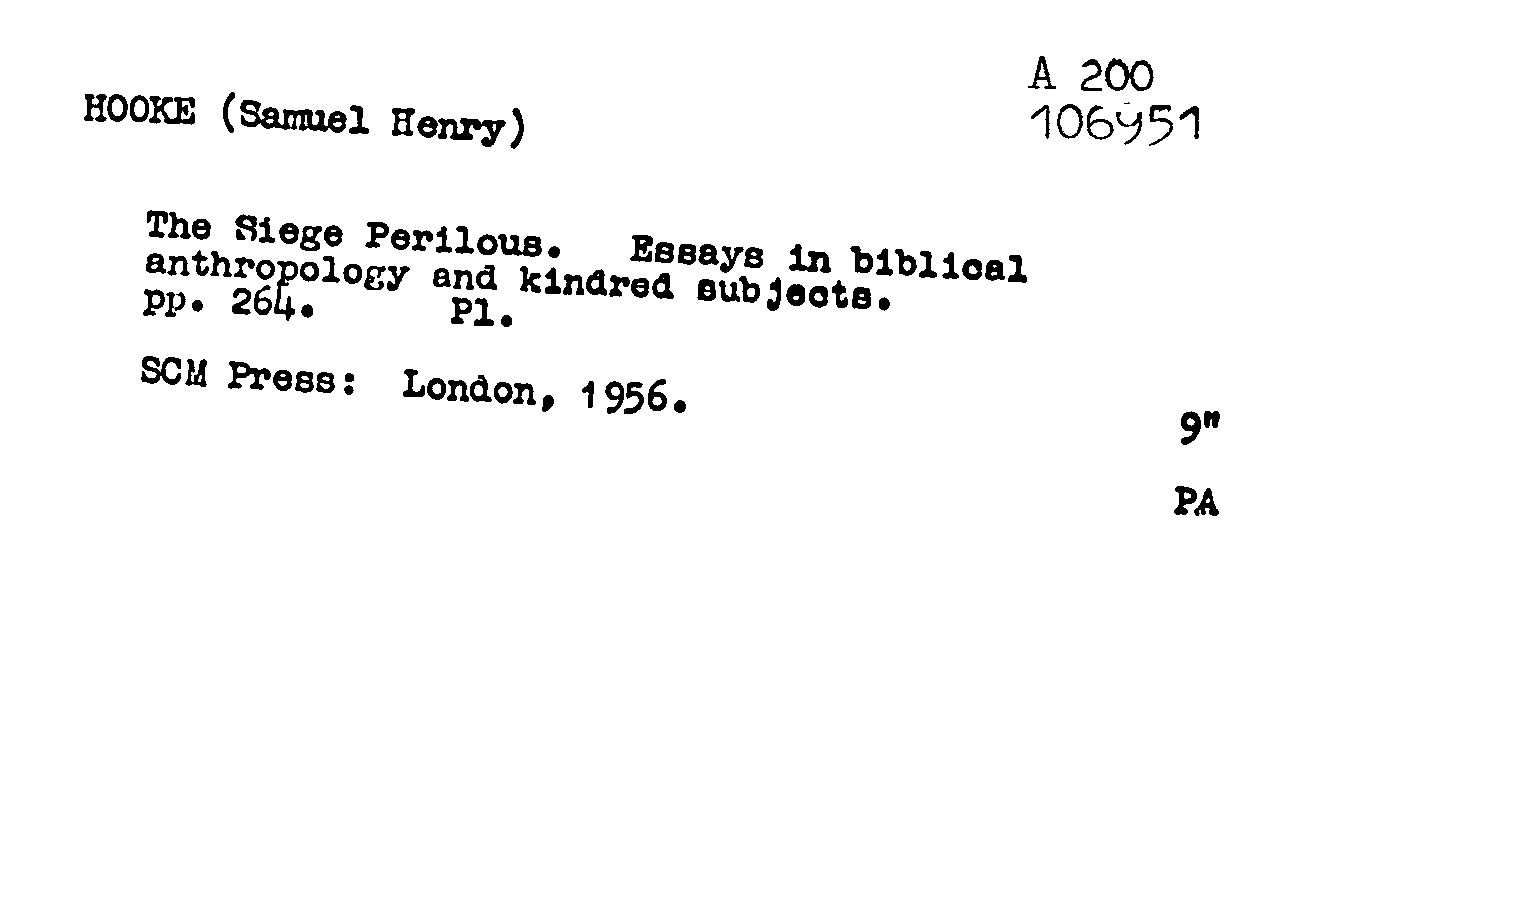 A 200
HOOKE (Samuel Henry)
106951
The Siege Perilous. Essays in biblical
anthropology and kindred subjects.
pp. 264. Pl.
SCM Press: London, 1956.
9"
PA